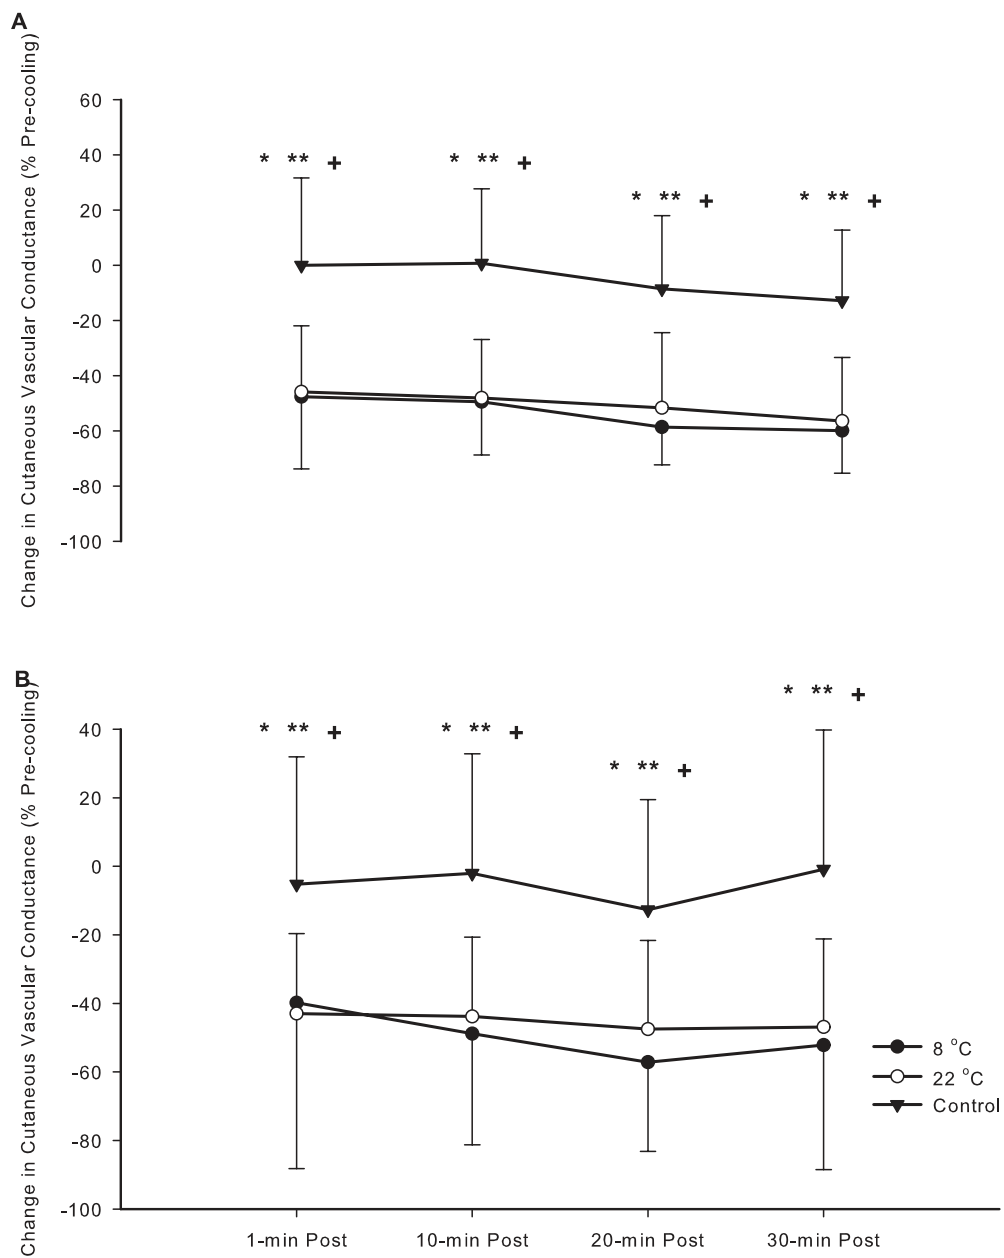 A
Change in Cutaneous Vascular Conductance (% Pre-cooling)
60
40
20
0
-20
-40
-60
-80
-100
* ** +
* ** +
* ** +
* ** +
B
Change in Cutaneous Vascular Conductance (% Pre-cooling)
40
20
0
-20
-40
-60
-80
-100
* ** +
* ** +
* ** +
* ** +
8 °C
22 °C
Control
1-min Post
10-min Post
20-min Post
30-min Post